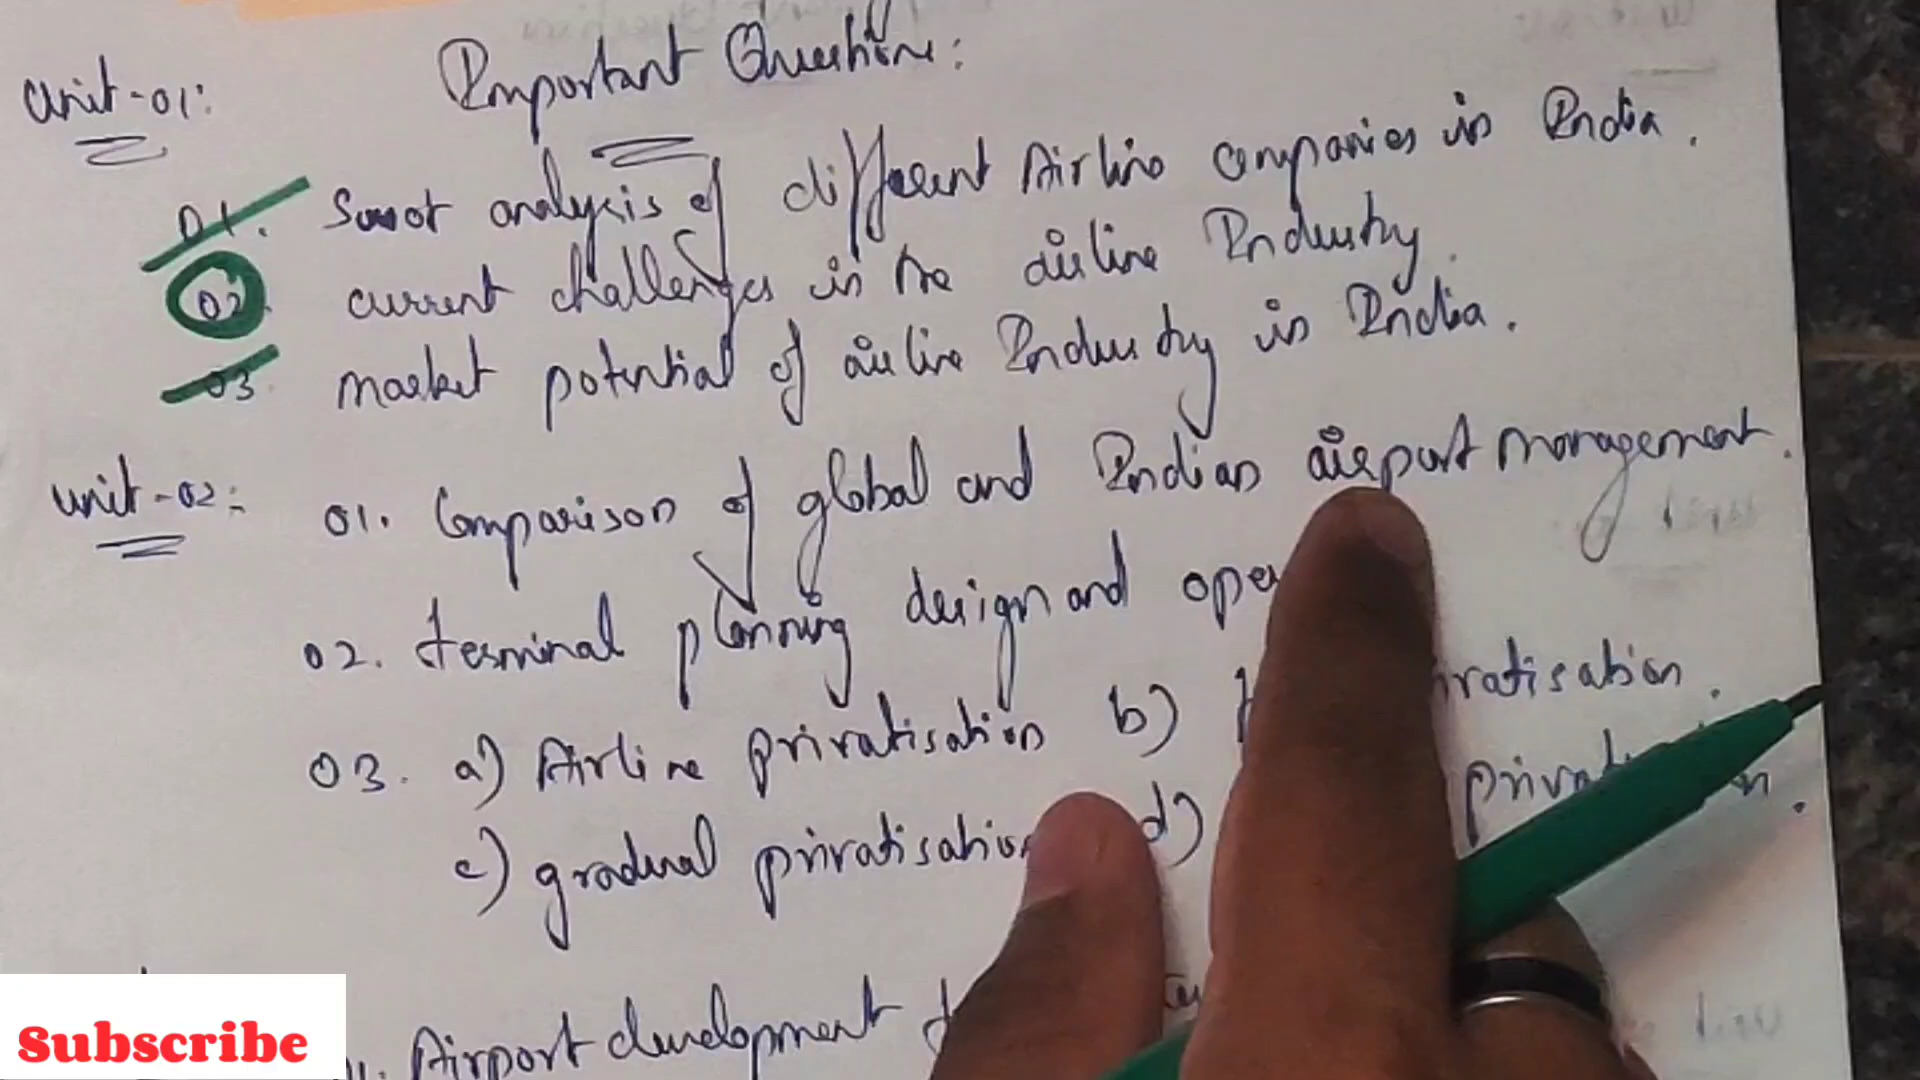 Important Questions:
Unit-01:
01. Swot analysis of different Airline companies in India.
02. current challenges in the airline Industry.
03. market potential of airline Industry in India.
unit-02:- 01. Comparison of global and Indian airport management.
02. terminal planning design and ope
03. a) Airline privatisation b) privatisation.
c) gradual privatisation d)
01. Airport development
Subscribe